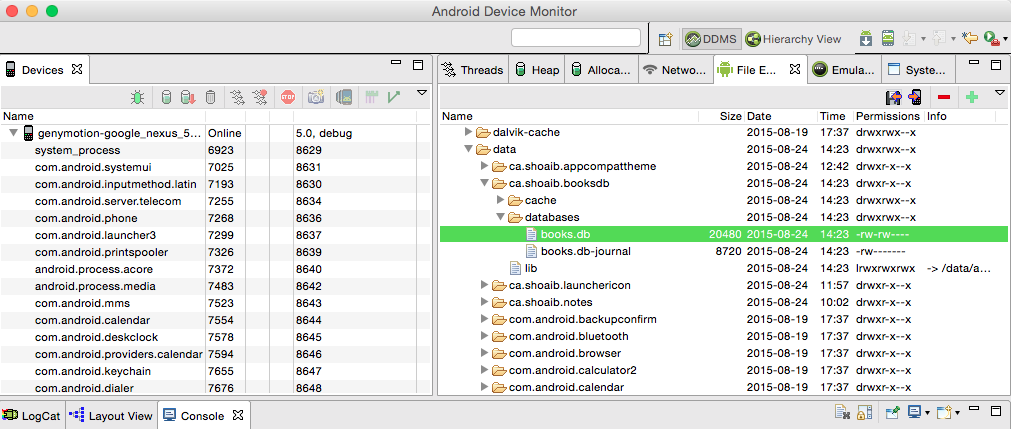 Android Device Monitor
DDMS Hierarchy View
Devices
Name
genymotion-google_nexus_5... Online 5.0, debug
system_process 6923 8629
com.android.systemui 7025 8631
com.android.inputmethod.latin 7193 8630
com.android.server.telecom 7255 8634
com.android.phone 7268 8636
com.android.launcher3 7299 8637
com.android.printspooler 7326 8639
android.process.acore 7372 8640
android.process.media 7483 8642
com.android.mms 7523 8643
com.android.calendar 7554 8644
com.android.deskclock 7578 8645
com.android.providers.calendar 7594 8646
com.android.keychain 7655 8647
com.android.dialer 7676 8648
Threads Heap Alloca... Netwo... File E... Emula... Syste...
Name Size Date Time Permissions Info
dalvik-cache 2015-08-19 17:37 drwxrwx--x
data 2015-08-24 14:23 drwxrwx--x
ca.shoaib.appcompattheme 2015-08-24 12:42 drwxr-x--x
ca.shoaib.booksdb 2015-08-24 14:23 drwxr-x--x
cache 2015-08-24 14:23 drwxrwx--x
databases 2015-08-24 14:23 drwxrwx--x
books.db 20480 2015-08-24 14:23 -rw-rw----
books.db-journal 8720 2015-08-24 14:23 -rw-------
lib 2015-08-24 14:23 lrwxrwxrwx -> /data/a...
ca.shoaib.launchericon 2015-08-24 11:57 drwxr-x--x
ca.shoaib.notes 2015-08-24 10:02 drwxr-x--x
com.android.backupconfirm 2015-08-19 17:37 drwxr-x--x
com.android.bluetooth 2015-08-19 17:37 drwxr-x--x
com.android.browser 2015-08-19 17:37 drwxr-x--x
com.android.calculator2 2015-08-19 17:37 drwxr-x--x
com.android.calendar 2015-08-19 17:37 drwxr-x--x
LogCat Layout View Console